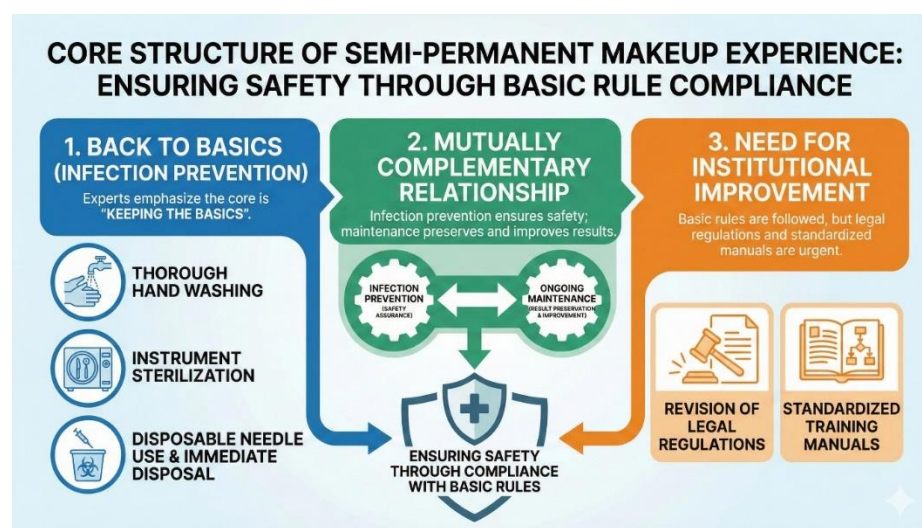 CORE STRUCTURE OF SEMI-PERMANENT MAKEUP EXPERIENCE:
ENSURING SAFETY THROUGH BASIC RULE COMPLIANCE
1. BACK TO BASICS
(INFECTION PREVENTION)
Experts emphasize the core is
"KEEPING THE BASICS".
THOROUGH
HAND WASHING
INSTRUMENT
STERILIZATION
DISPOSABLE NEEDLE
USE & IMMEDIATE
DISPOSAL
2. MUTUALLY
COMPLEMENTARY
RELATIONSHIP
Infection prevention ensures safety;
maintenance preserves and improves results.
INFECTION
PREVENTION
(SAFETY
ASSURANCE)
ONGOING
MAINTENANCE
(RESULT PRESERVATION
& IMPROVEMENT)
ENSURING SAFETY
THROUGH COMPLIANCE
WITH BASIC RULES
3. NEED FOR
INSTITUTIONAL
IMPROVEMENT
Basic rules are followed, but legal
regulations and standardized
manuals are urgent.
REVISION OF
LEGAL
REGULATIONS
STANDARDIZED
TRAINING
MANUALS